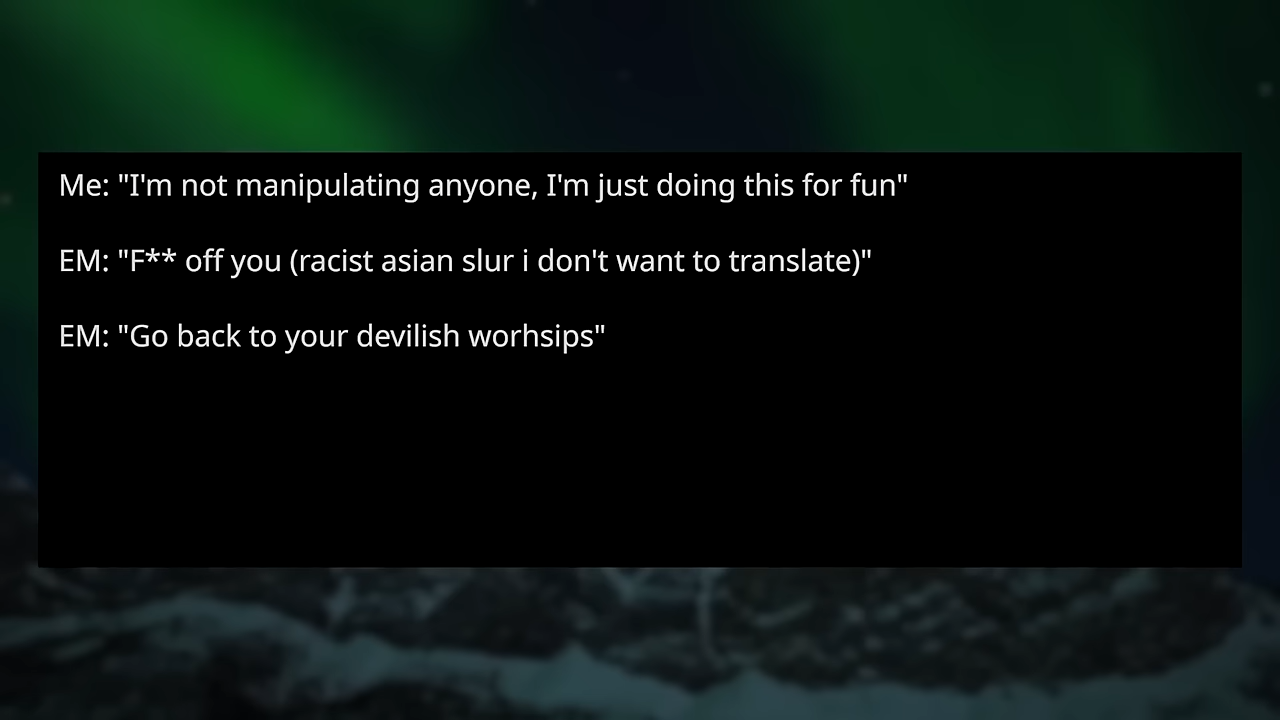 Me: "I'm not manipulating anyone, I'm just doing this for fun"
EM: "F** off you (racist asian slur i don't want to translate)"
EM: "Go back to your devilish worhsips"